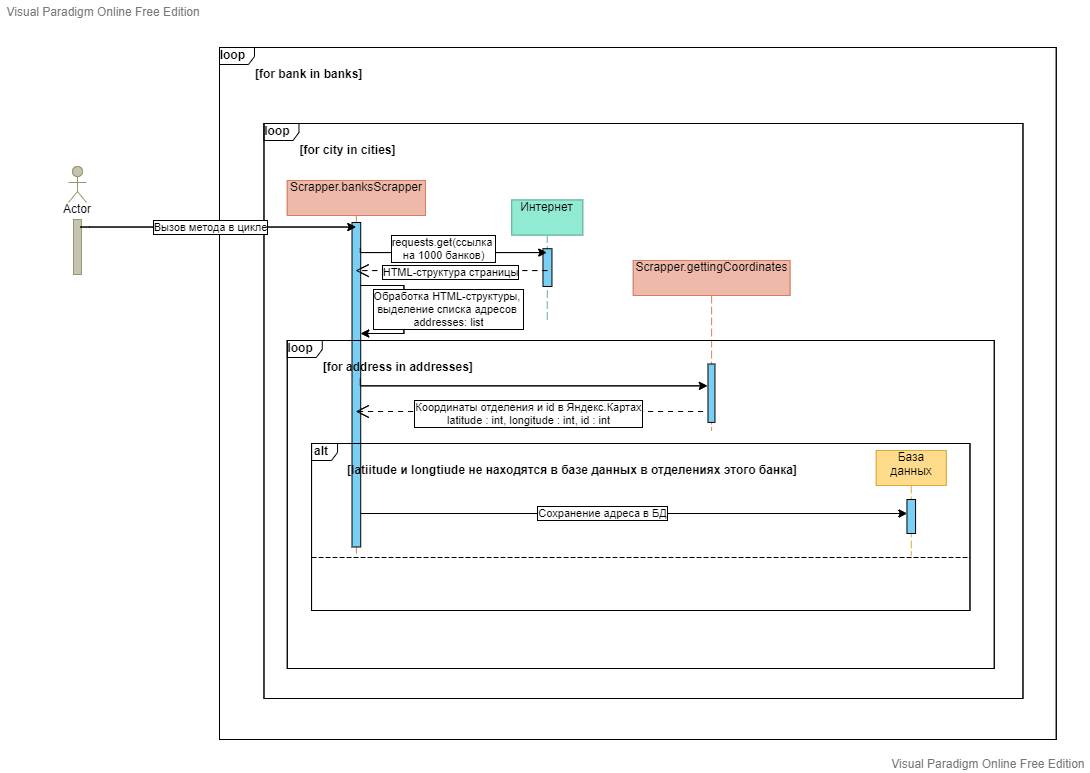 Visual Paradigm Online Free Edition
loop
[for bank in banks]
loop
[for city in cities]
Scrapper.banksScrapper
Интернет
Actor
Вызов метода в цикле
requests.get(ссылка
на 1000 банков)
HTML-структура страницы
Scrapper.gettingCoordinates
Обработка HTML-структуры,
выделение списка адресов
addresses: list
loop
[for address in addresses]
Координаты отделения и id в Яндекс.Картах
latitude : int, longitude : int, id : int
alt
[latiitude и longtiude не находятся в базе данных в отделениях этого банка]
База
данных
Сохранение адреса в БД
Visual Paradigm Online Free Edition